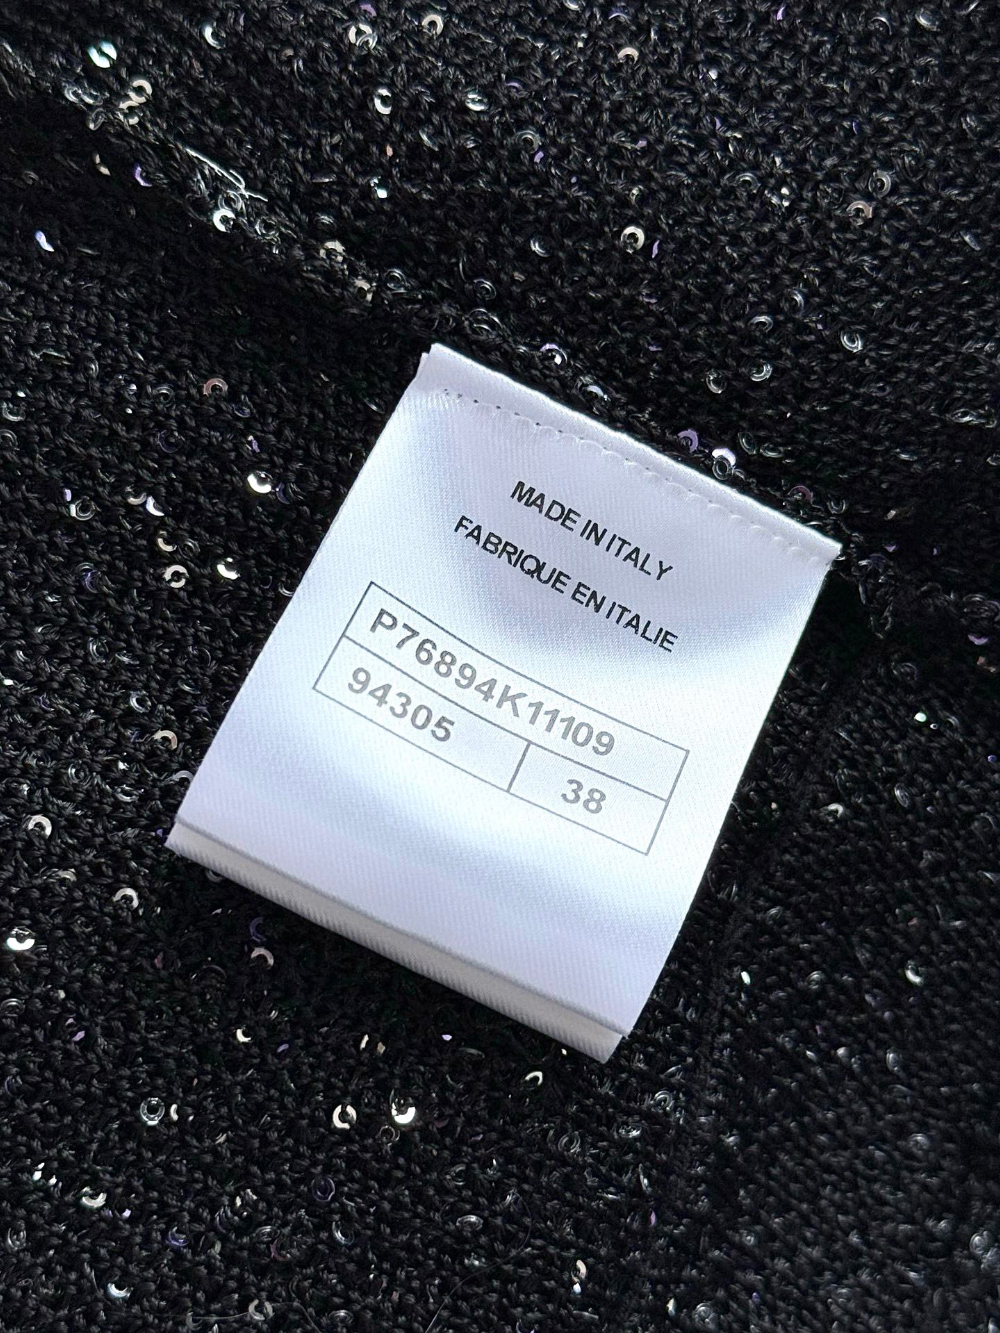 MADE IN ITALY
FABRIQUE EN ITALIE
P76894K11109
94305 38